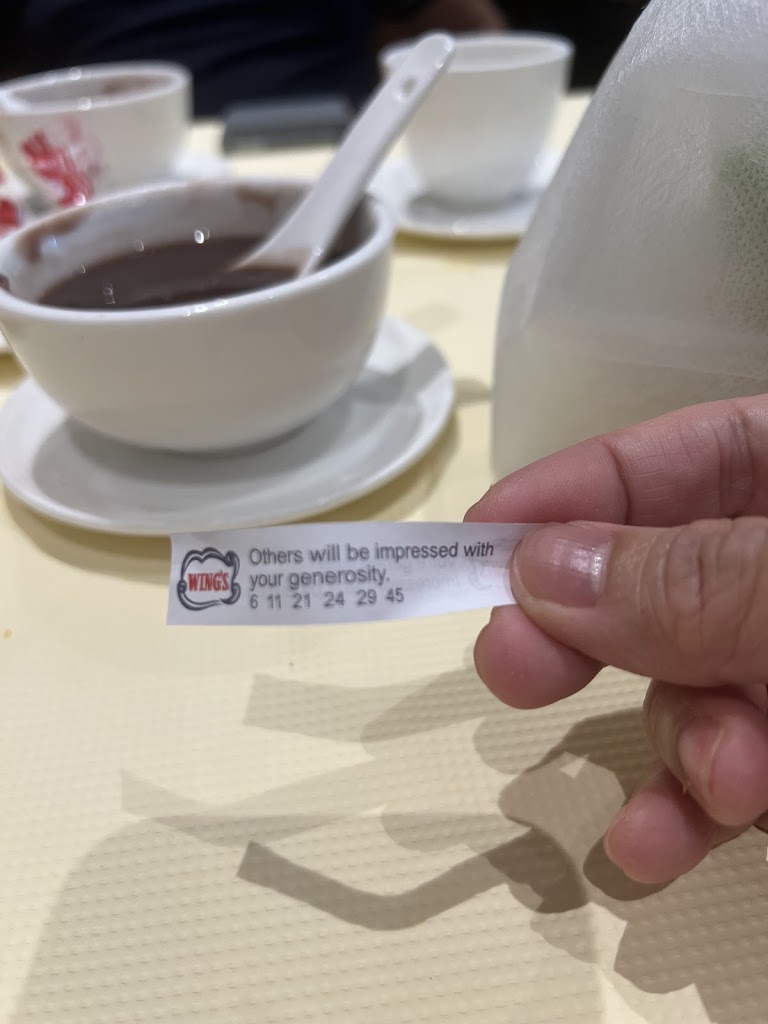 WING'S
Others will be impressed with
your generosity.
6 11 21 24 29 45